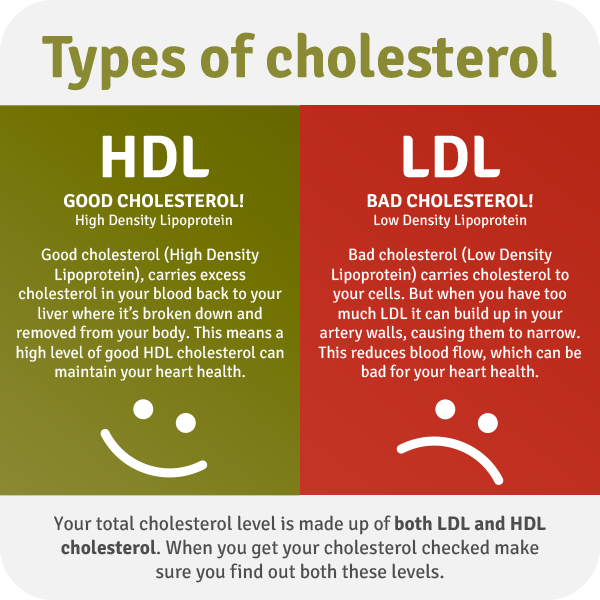 Types of cholesterol
HDL
GOOD CHOLESTEROL!
High Density Lipoprotein
Good cholesterol (High Density
Lipoprotein), carries excess
cholesterol in your blood back to your
liver where it's broken down and
removed from your body. This means a
high level of good HDL cholesterol can
maintain your heart health.
LDL
BAD CHOLESTEROL!
Low Density Lipoprotein
Bad cholesterol (Low Density
Lipoprotein) carries cholesterol to
your cells. But when you have too
much LDL it can build up in your
artery walls, causing them to narrow.
This reduces blood flow, which can be
bad for your heart health.
Your total cholesterol level is made up of both LDL and HDL
cholesterol. When you get your cholesterol checked make
sure you find out both these levels.